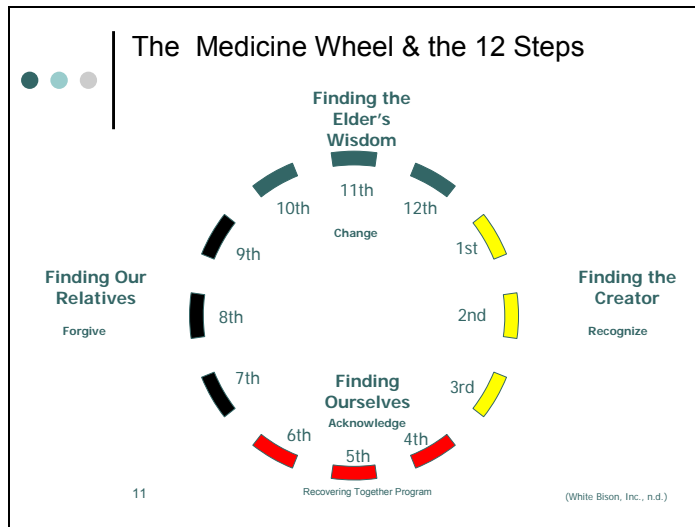 The Medicine Wheel & the 12 Steps
Finding the
Elder's
Wisdom
11th
10th
12th
Change
9th
1st
Finding Our
Relatives
Forgive
8th
2nd
Finding the
Creator
Recognize
7th
3rd
Finding
Ourselves
Acknowledge
6th
4th
5th
11
Recovering Together Program
(White Bison, Inc., n.d.)